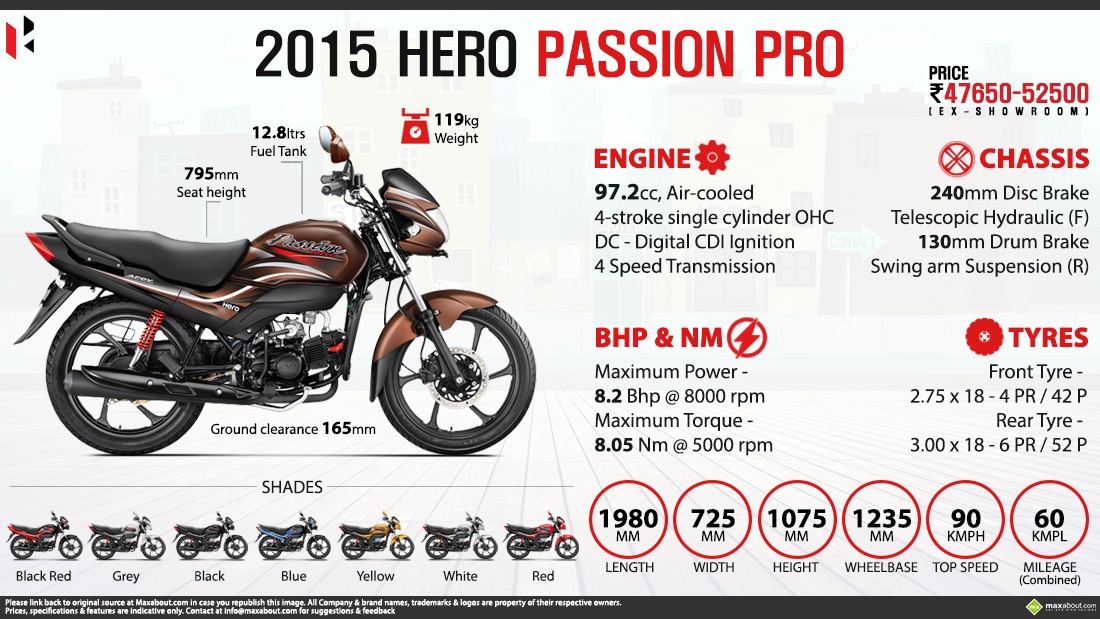 2015 HERO PASSION PRO
PRICE
₹47650-52500
(EX-SHOWROOM)
119kg
Weight
12.8ltrs
Fuel Tank
795mm
Seat height
Passion
APDV
Hero
Ground clearance 165mm
ENGINE
97.2cc, Air-cooled
4-stroke single cylinder OHC
DC - Digital CDI Ignition
4 Speed Transmission
CHASSIS
240mm Disc Brake
Telescopic Hydraulic (F)
130mm Drum Brake
Swing arm Suspension (R)
CONTACT
BHP & NM
Maximum Power -
8.2 Bhp @ 8000 rpm
Maximum Torque -
8.05 Nm @ 5000 rpm
TYRES
Front Tyre -
2.75 x 18 - 4 PR / 42 P
Rear Tyre -
3.00 x 18 - 6 PR / 52 P
SHADES
Black Red
Grey
Black
Blue
Yellow
White
Red
1980
MM
LENGTH
725
MM
WIDTH
1075
MM
HEIGHT
1235
MM
WHEELBASE
90
KMPH
TOP SPEED
60
KMPL
MILEAGE
(Combined)
Please link back to original source at Maxabout.com in case you republish this image. All Company & brand names, trademarks & logos are property of their respective owners.
Prices, specifications & features are indicative only. Contact at info@maxabout.com for suggestions & feedback
maxabout.com